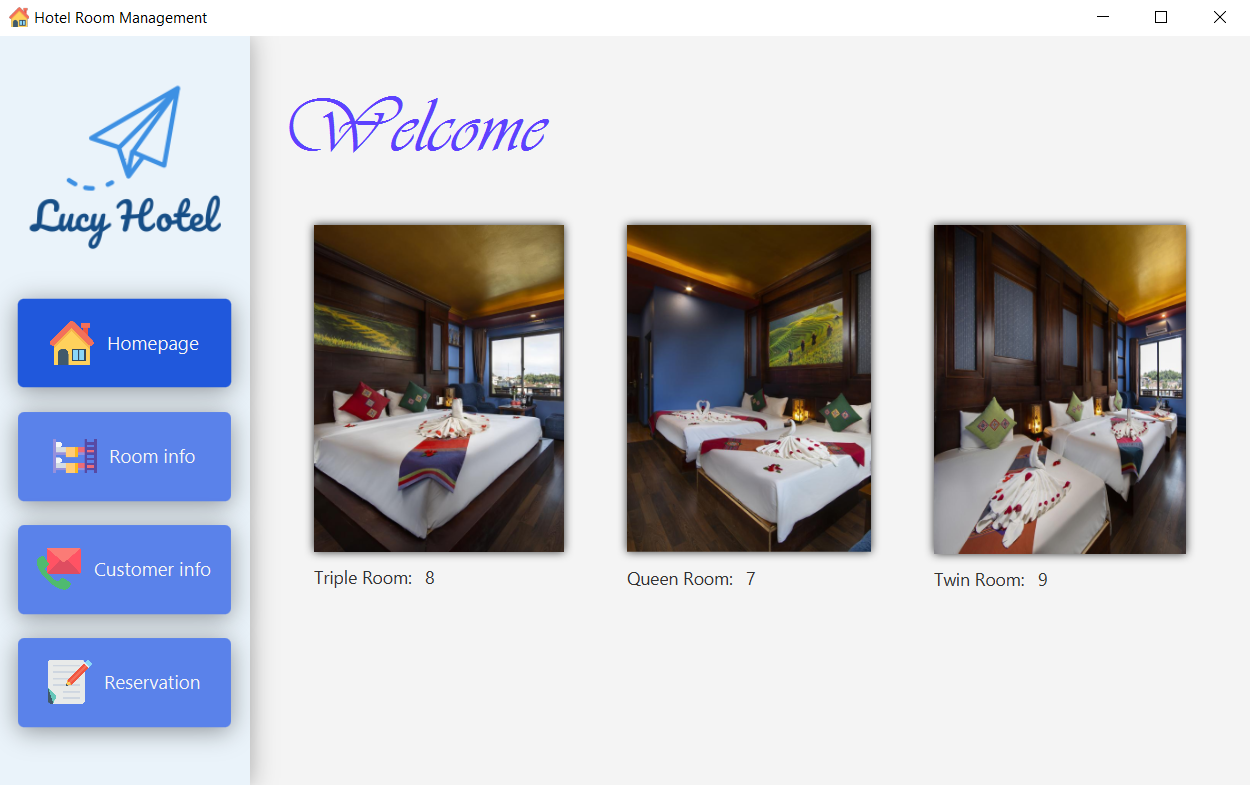 Hotel Room Management
Lucy Hotel
Homepage
Room info
Customer info
Reservation
Welcome
Triple Room: 8
Queen Room: 7
Twin Room: 9